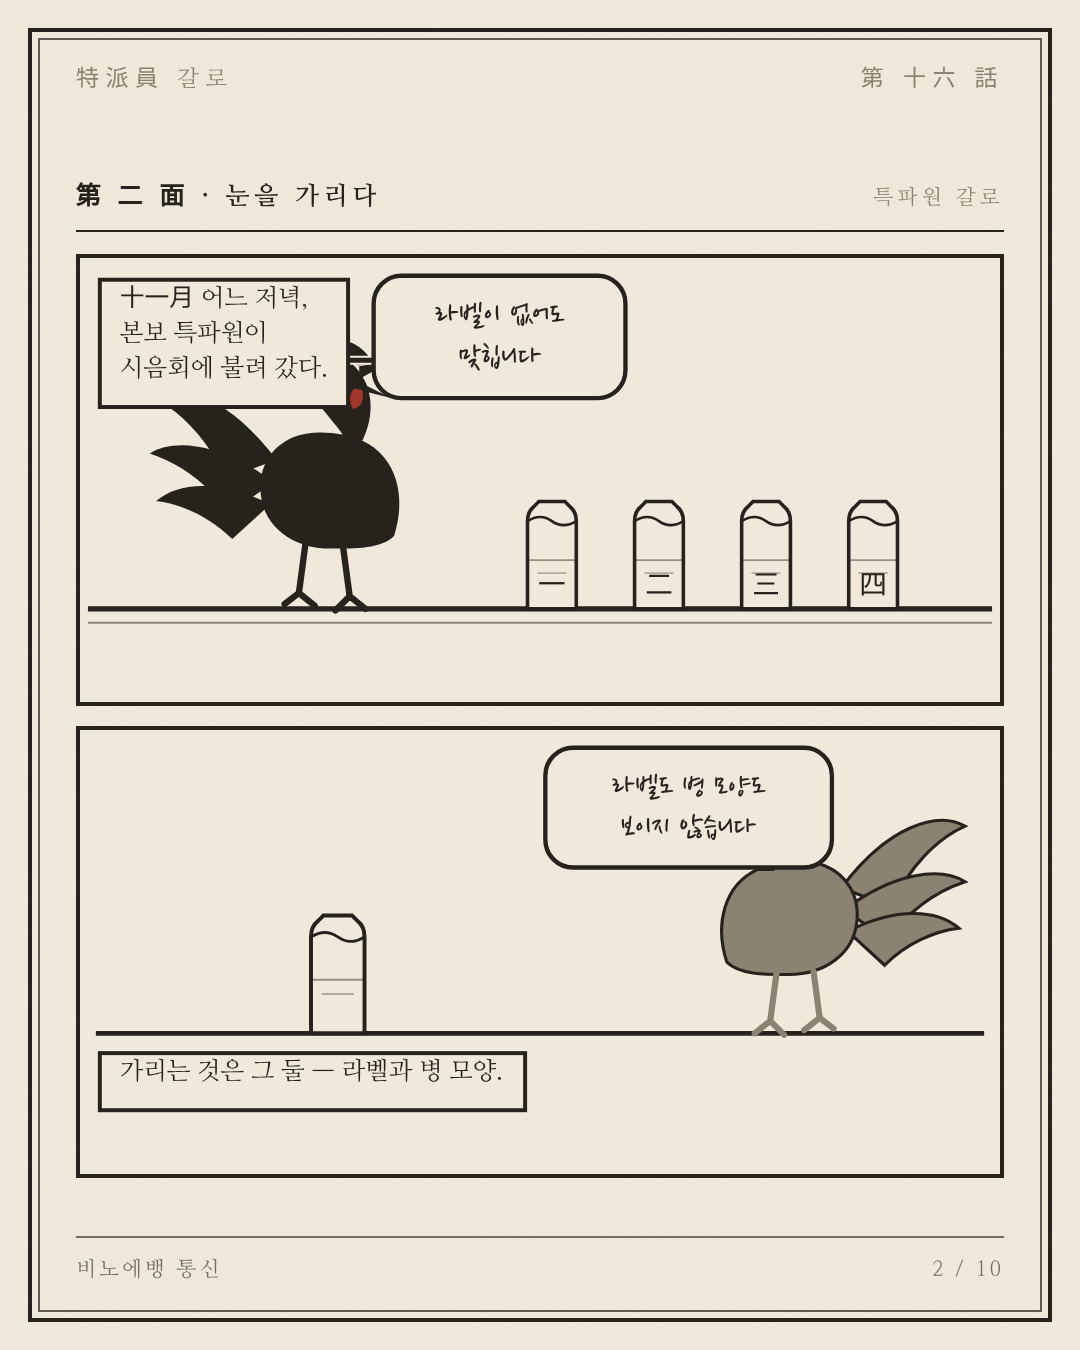 特派員 갈로
第 十六 話
第 二 面 · 눈을 가리다
특파원 갈로
十一月 어느 저녁,
본보 특파원이
시음회에 불려 갔다.
라벨이 없어도
맞힙니다
一
二
三
四
라벨도 병 모양도
보이지 않습니다
가리는 것은 그 둘 — 라벨과 병 모양.
비노에뱅 통신
2 / 10